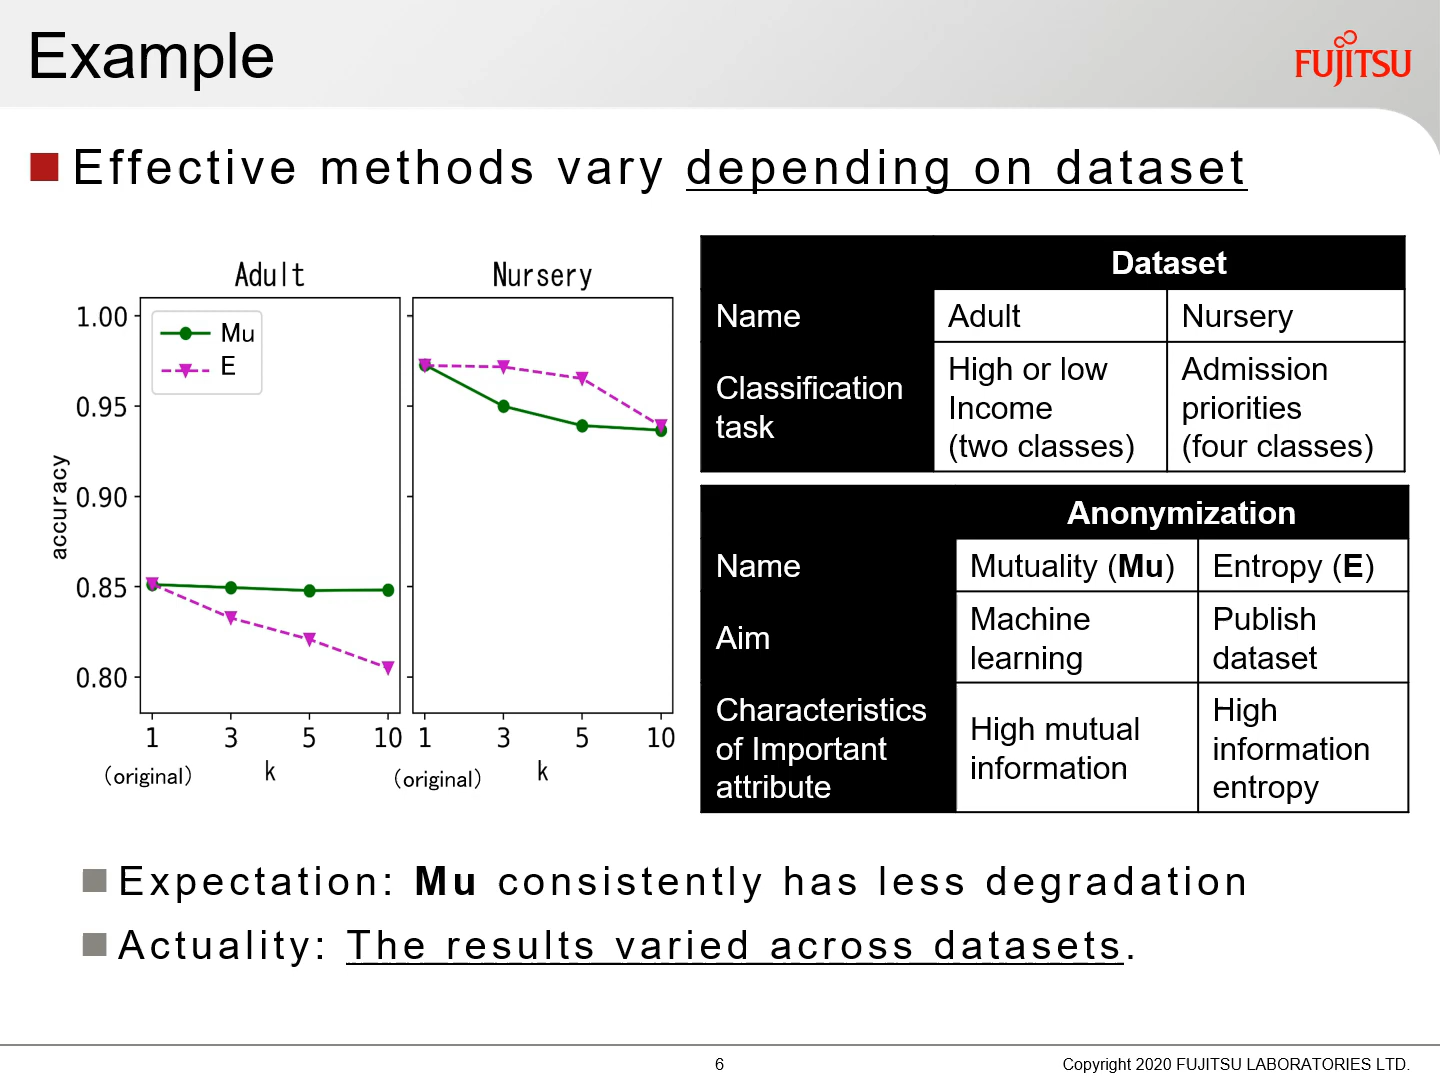 Example
FUJITSU
Effective methods vary depending on dataset
Adult
Nursery
1.00
0.95
0.90
0.85
0.80
accuracy
Mu
E
1 3 5 10
1 3 5 10
(original) k
(original) k
Dataset
Name Adult Nursery
Classification
task
High or low
Income
(two classes)
Admission
priorities
(four classes)
Anonymization
Name Mutuality (Mu) Entropy (E)
Aim
Machine
learning
Publish
dataset
Characteristics
of Important
attribute
High mutual
information
High
information
entropy
Expectation: Mu consistently has less degradation
Actuality: The results varied across datasets.
6
Copyright 2020 FUJITSU LABORATORIES LTD.